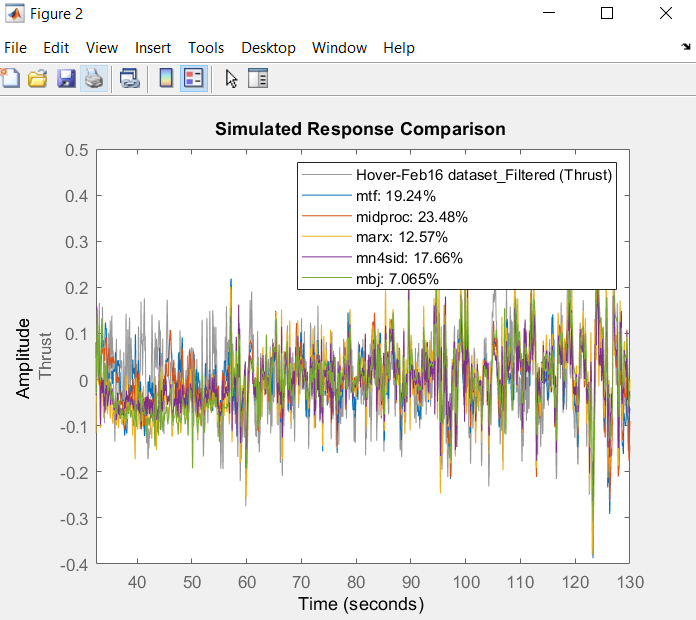 Figure 2
File Edit View Insert Tools Desktop Window Help
Simulated Response Comparison
0.5
0.4
0.3
0.2
0.1
0
-0.1
-0.2
-0.3
-0.4
Amplitude
Thrust
Hover-Feb16 dataset_Filtered (Thrust)
mtf: 19.24%
midproc: 23.48%
marx: 12.57%
mn4sid: 17.66%
mbj: 7.065%
40 50 60 70 80 90 100 110 120 130
Time (seconds)